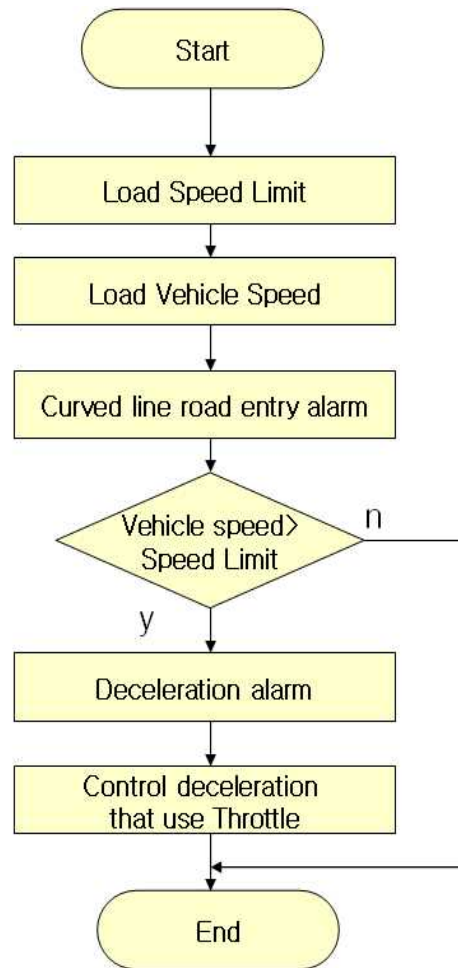 Start
Load Speed Limit
Load Vehicle Speed
Curved line road entry alarm
Vehicle speed>
Speed Limit
n
y
Deceleration alarm
Control deceleration
that use Throttle
End